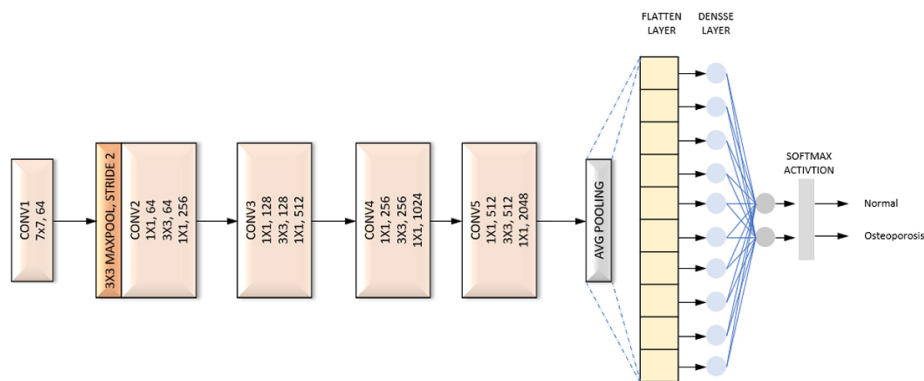 FLATTEN
LAYER
DENSSE
LAYER
CONV1
7x7, 64
3X3 MAXPOOL, STRIDE 2
CONV2
1X1, 64
3X3, 64
1X1, 256
CONV3
1X1, 128
3X3, 128
1X1, 512
CONV4
1X1, 256
3X3, 256
1X1, 1024
CONV5
1X1, 512
3X3, 512
1X1, 2048
AVG POOLING
SOFTMAX
ACTIVTION
Normal
Osteoporosis